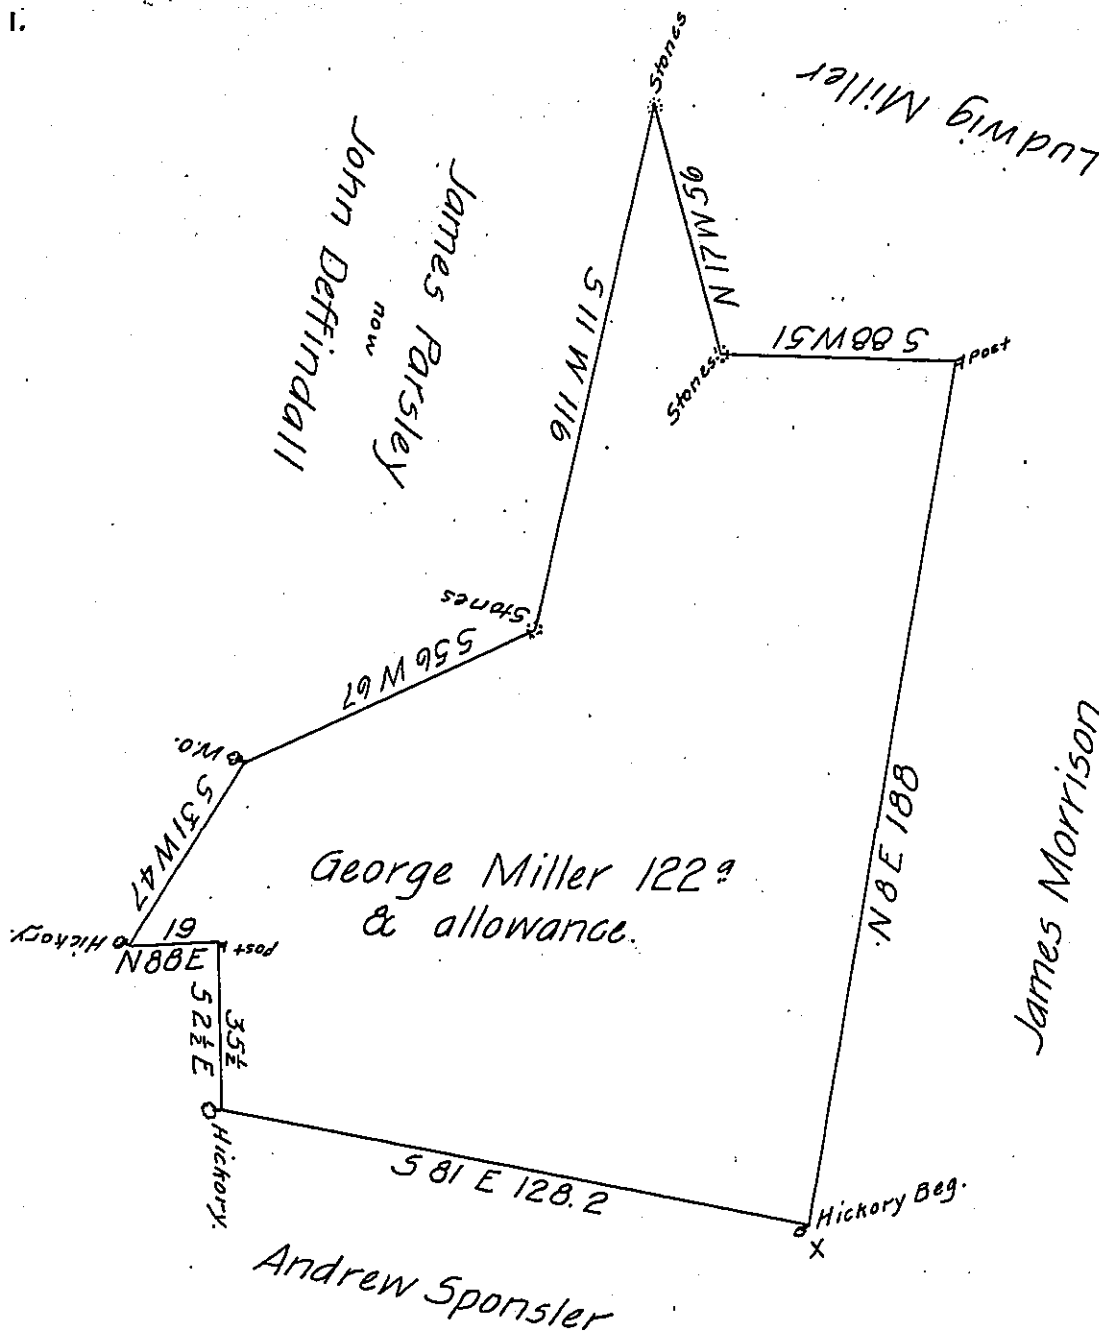 1.
Stones
Ludwig Miller
James Parsley
now
John Deffindall
N 17 W 56
S 11 W 116
S 88 W 51
Post
Stones
Stones
S 56 W 67
W.O.
S 31 W 47
James Morrison
N 8 E 188
George Miller 122 a
& allowance.
Hickory.
19
N 88 E
Post
S 2½ E
35½
Hickory.
S 81 E 128.2
Hickory Beg.
X
Andrew Sponsler